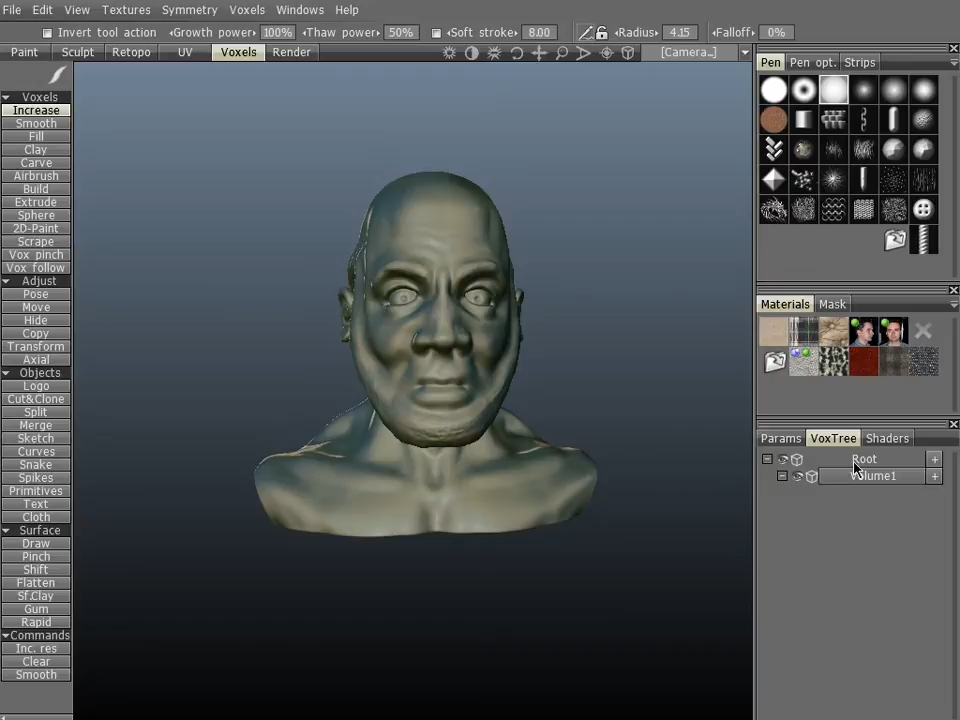 File Edit View Textures Symmetry Voxels Windows Help
Invert tool action Growth power: 100% Thaw power: 50% Soft stroke: 8.00 Radius: 4.15 Falloff: 0%
Paint Sculpt Retopo UV Voxels Render [Camera...]
Pen Pen opt. Strips
Voxels
Increase
Smooth
Fill
Clay
Carve
Airbrush
Build
Extrude
Sphere
2D-Paint
Scrape
Vox pinch
Vox follow
Adjust
Pose
Move
Hide
Copy
Transform
Axial
Objects
Logo
Cut&Clone
Split
Merge
Sketch
Curves
Snake
Spikes
Primitives
Text
Cloth
Surface
Draw
Pinch
Shift
Flatten
Sf.Clay
Gum
Rapid
Commands
Inc. res
Clear
Smooth
Materials Mask
Params VoxTree Shaders
Root
Volume1